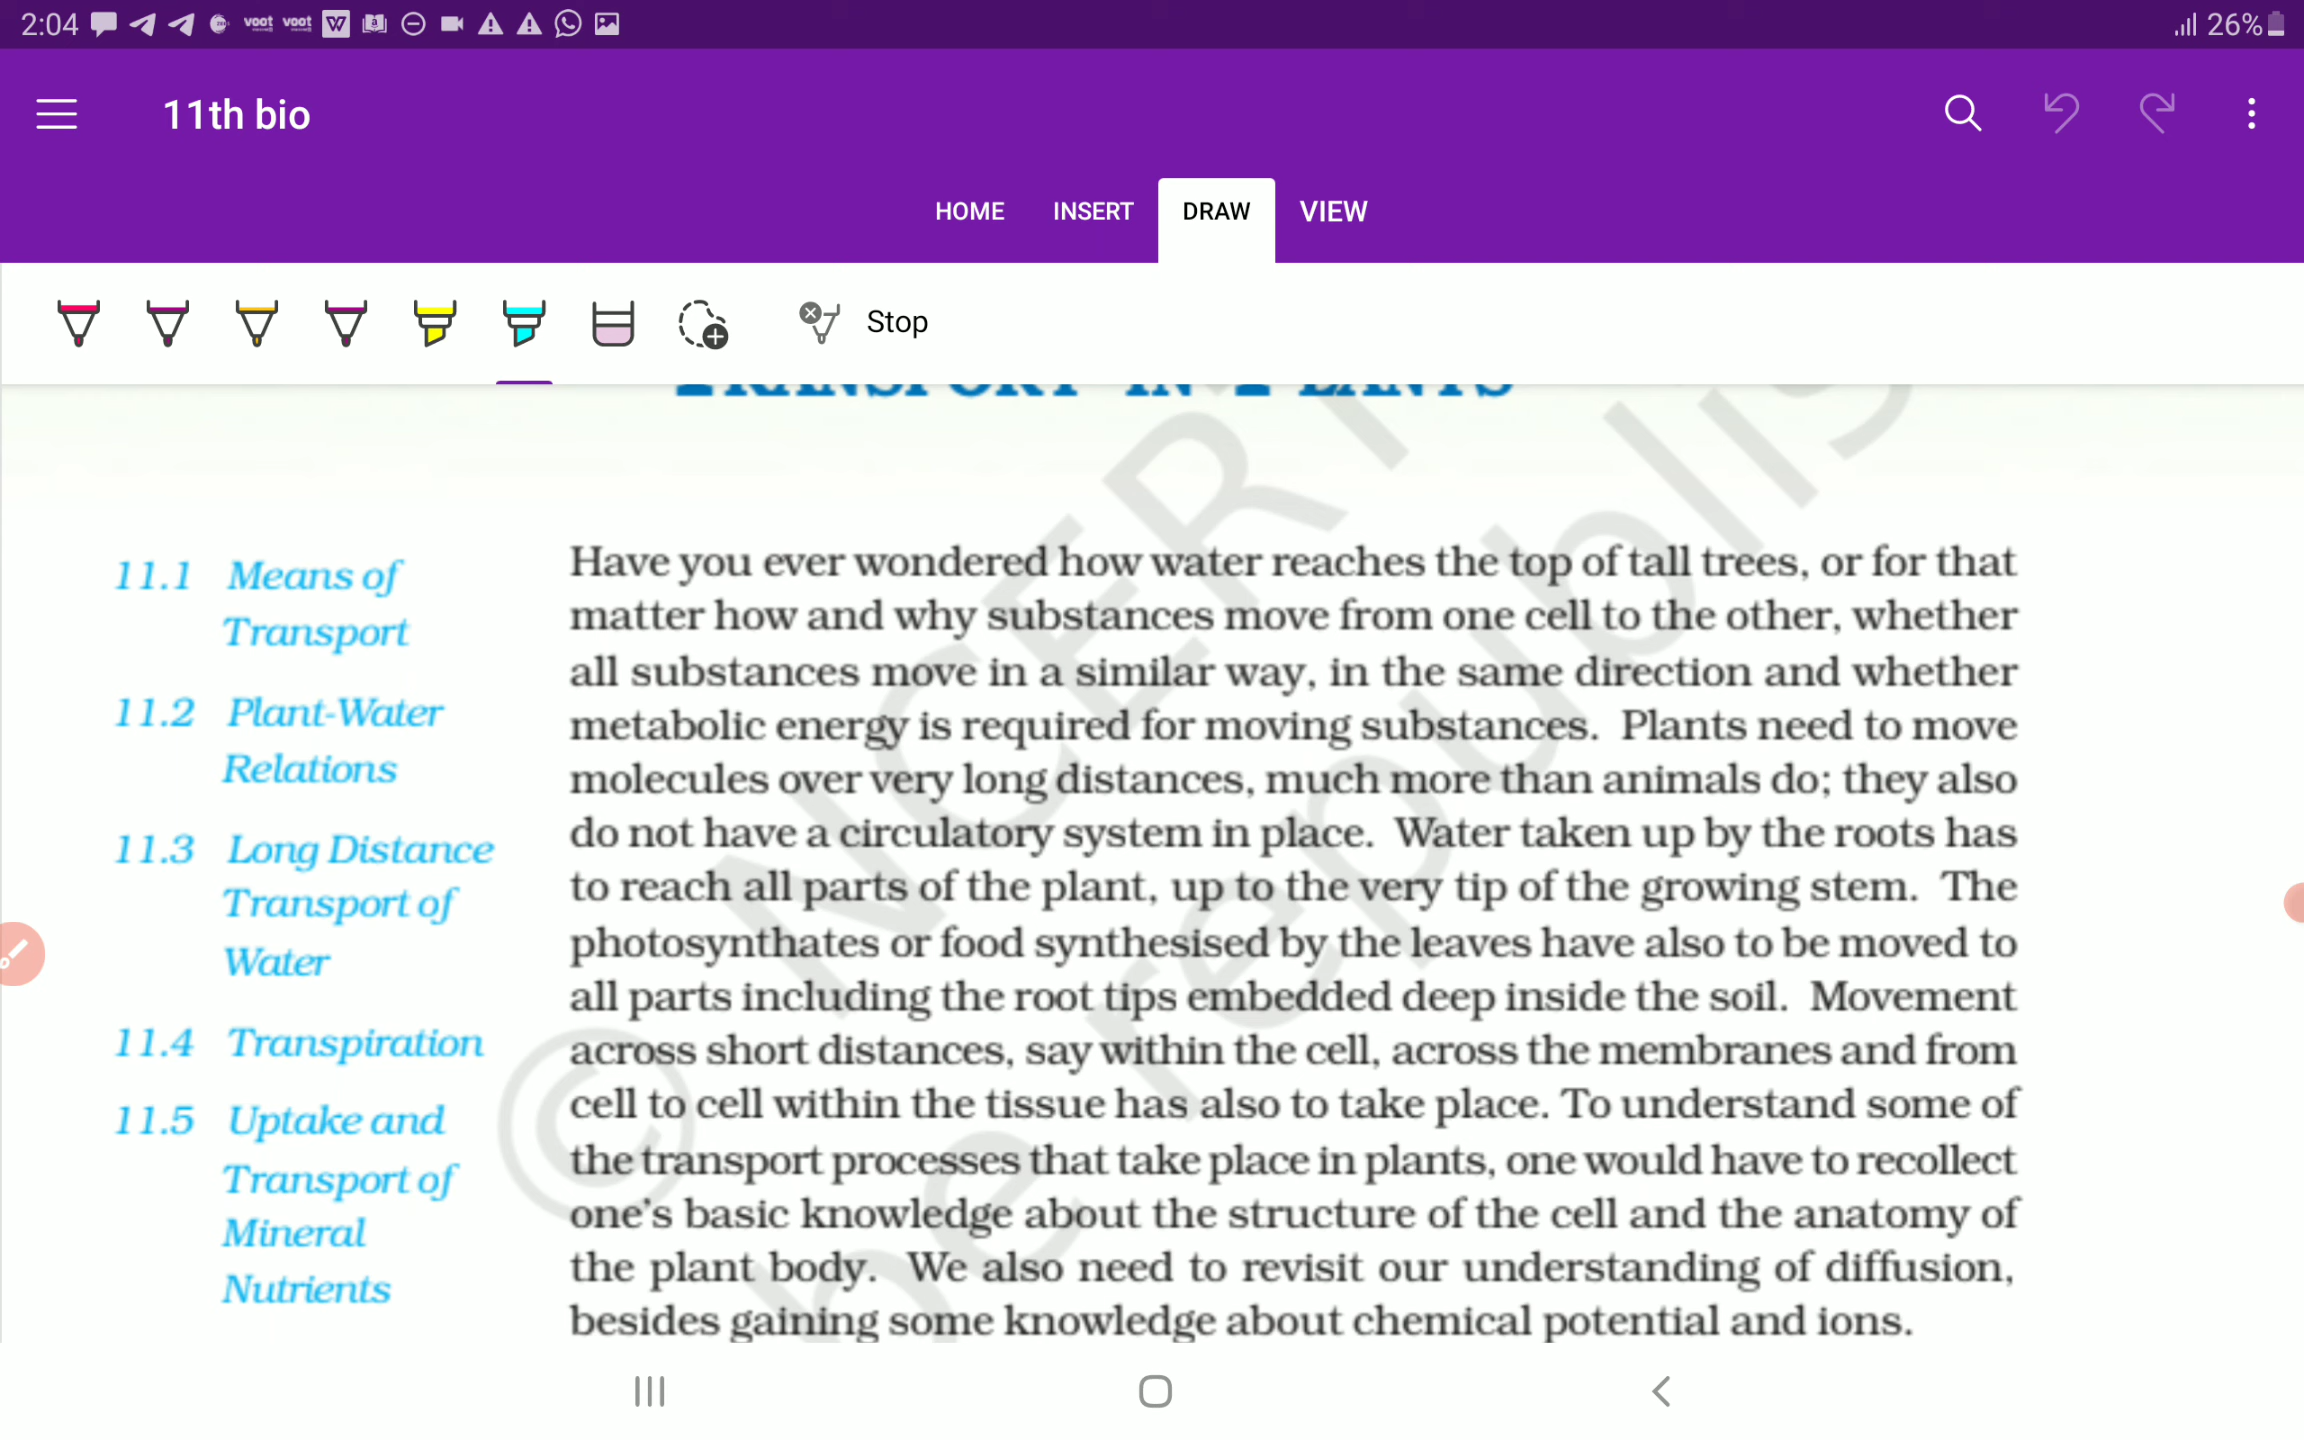 2:04
voot voot W a
26%
11th bio
HOME INSERT DRAW VIEW
Stop
TRANSPORT IN PLANTS
11.1 Means of
Transport
11.2 Plant-Water
Relations
11.3 Long Distance
Transport of
Water
11.4 Transpiration
11.5 Uptake and
Transport of
Mineral
Nutrients
Have you ever wondered how water reaches the top of tall trees, or for that
matter how and why substances move from one cell to the other, whether
all substances move in a similar way, in the same direction and whether
metabolic energy is required for moving substances. Plants need to move
molecules over very long distances, much more than animals do; they also
do not have a circulatory system in place. Water taken up by the roots has
to reach all parts of the plant, up to the very tip of the growing stem. The
photosynthates or food synthesised by the leaves have also to be moved to
all parts including the root tips embedded deep inside the soil. Movement
across short distances, say within the cell, across the membranes and from
cell to cell within the tissue has also to take place. To understand some of
the transport processes that take place in plants, one would have to recollect
one's basic knowledge about the structure of the cell and the anatomy of
the plant body. We also need to revisit our understanding of diffusion,
besides gaining some knowledge about chemical potential and ions.
© NCERT
be republis